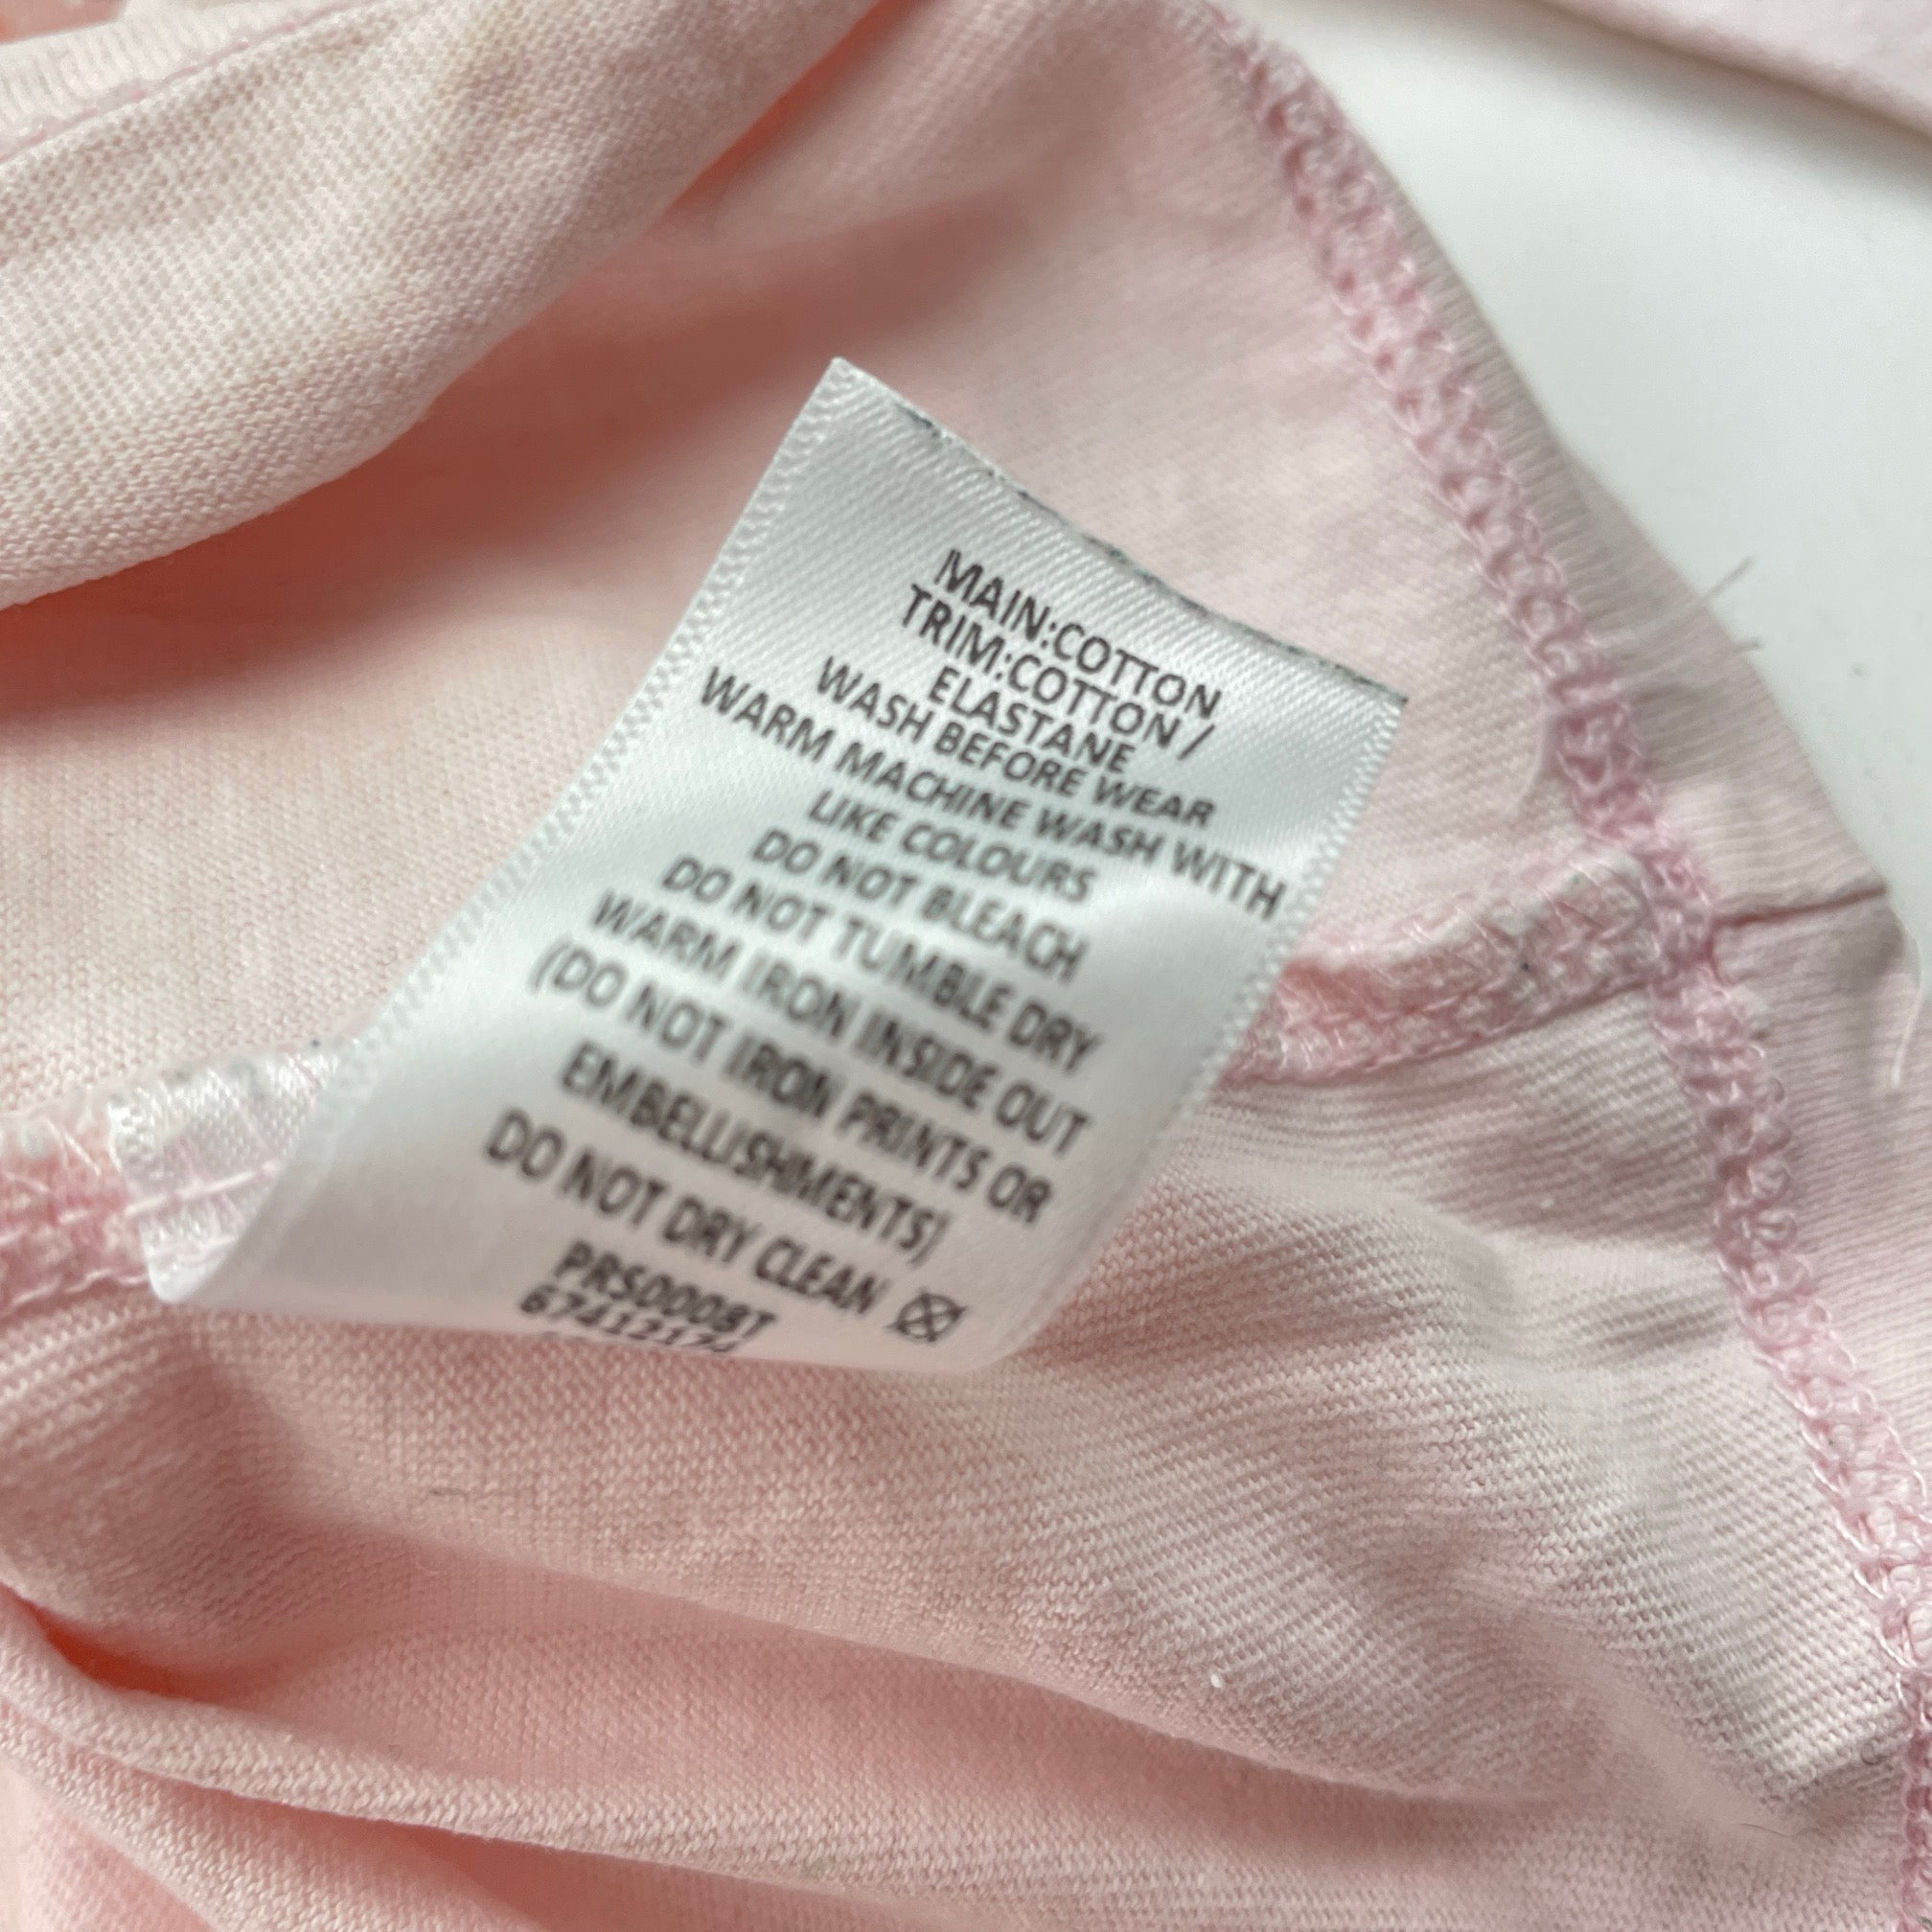 MAIN:COTTON
TRIM:COTTON/
ELASTANE
WASH BEFORE WEAR
WARM MACHINE WASH WITH
LIKE COLOURS
DO NOT BLEACH
DO NOT TUMBLE DRY
WARM IRON INSIDE OUT
(DO NOT IRON PRINTS OR
EMBELLISHMENTS)
DO NOT DRY CLEAN